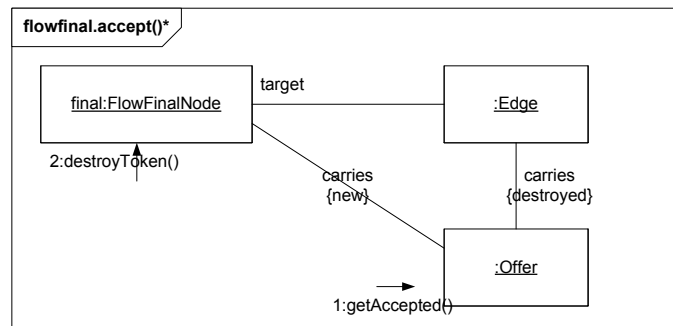 flowfinal.accept()*
target
final:FlowFinalNode
:Edge
2:destroyToken()
carries
{new}
carries
{destroyed}
:Offer
1:getAccepted()